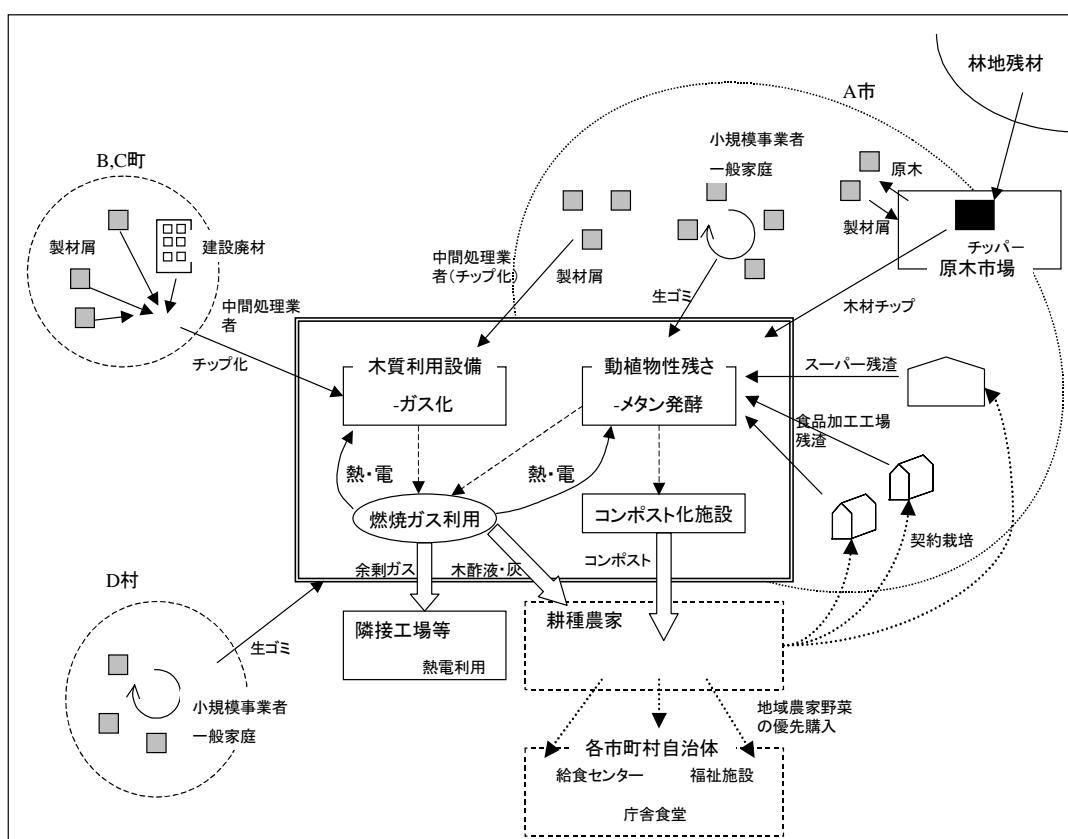 林地残材
A市
小規模事業者
一般家庭
原木
製材屑
チッパー
原木市場
B,C町
製材屑
建設廃材
中間処理業
者
チップ化
中間処理業
者(チップ化)
製材屑
生ゴミ
木材チップ
木質利用設備
-ガス化
動植物性残さ
-メタン発酵
スーパー残渣
食品加工工場
残渣
熱・電
熱・電
燃焼ガス利用
コンポスト化施設
契約栽培
余剰ガス
木酢液・灰
コンポスト
D村
生ゴミ
小規模事業者
一般家庭
隣接工場等
熱電利用
耕種農家
地域農家野菜
の優先購入
各市町村自治体
給食センター
福祉施設
庁舎食堂